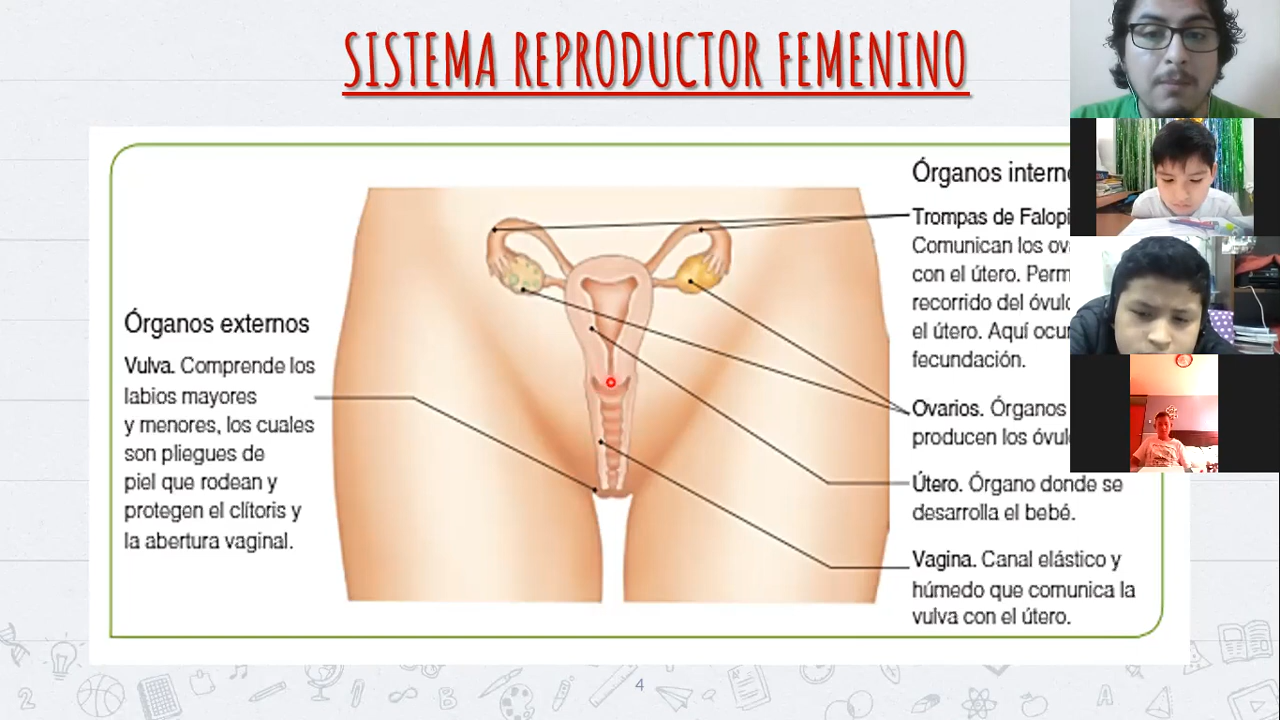 SISTEMA REPRODUCTOR FEMENINO
Órganos externos
Vulva. Comprende los
labios mayores
y menores, los cuales
son pliegues de
piel que rodean y
protegen el clítoris y
la abertura vaginal.
Órganos
Trompas de
Comunican los
con el útero.
recorrido del
el útero. Aquí
fecundación.
Ovarios. Órganos
producen los
Útero. Órgano donde se
desarrolla el bebé.
Vagina. Canal elástico y
húmedo que comunica la
vulva con el útero.
4